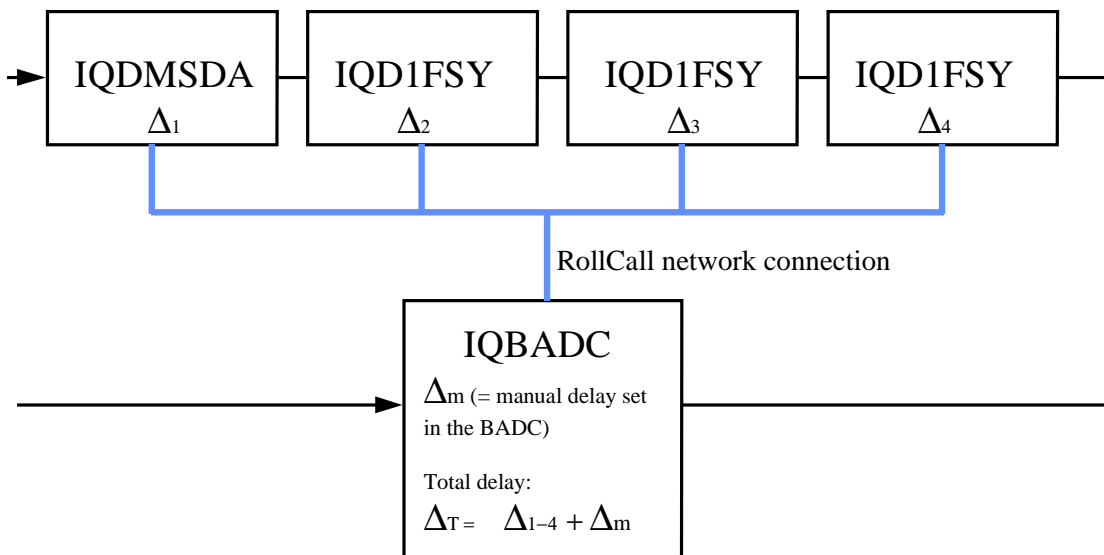 IQDMSDA IQD1FSY IQD1FSY IQD1FSY
Δ1 Δ2 Δ3 Δ4
RollCall network connection
IQBADC
Δm (= manual delay set
in the BADC)
Total delay:
ΔT = Δ1−4 + Δm